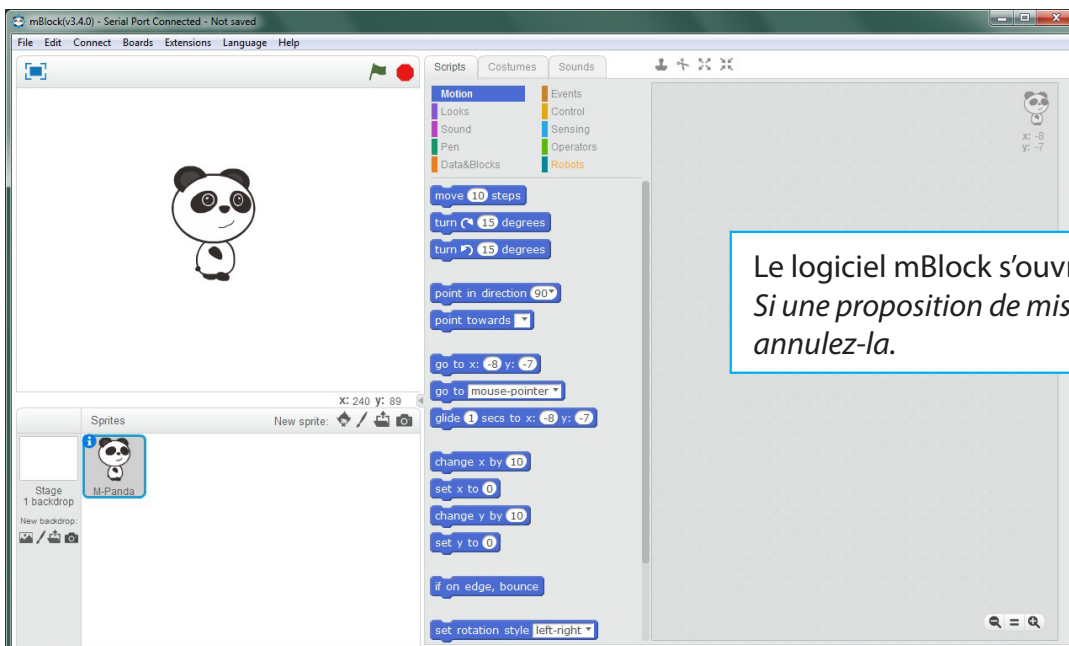 mBlock(v3.4.0) - Serial Port Connected - Not saved
File Edit Connect Boards Extensions Language Help
Scripts Costumes Sounds
Motion Events
Looks Control
Sound Sensing
Pen Operators
Data&Blocks Robots
x: -8
y: -7
move 10 steps
turn 15 degrees
turn 15 degrees
point in direction 90
point towards
go to x: -8 y: -7
go to mouse-pointer
glide 1 secs to x: -8 y: -7
change x by 10
set x to 0
change y by 10
set y to 0
if on edge, bounce
set rotation style left-right
Le logiciel mBlock s’ouvr
Si une proposition de mis
annulez-la.
x: 240 y: 89
Sprites New sprite:
M-Panda
Stage
1 backdrop
New backdrop: